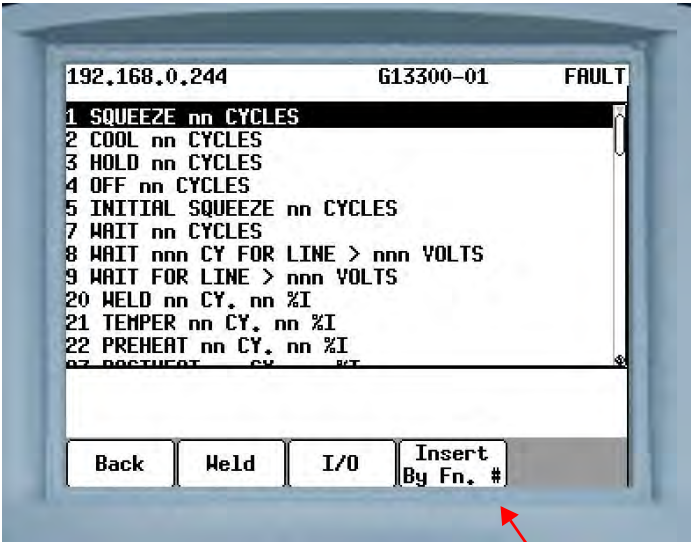 192.168.0.244 G13300-01 FAULT
1 SQUEEZE nn CYCLES
2 COOL nn CYCLES
3 HOLD nn CYCLES
4 OFF nn CYCLES
5 INITIAL SQUEEZE nn CYCLES
7 WAIT nn CYCLES
8 WAIT nnn CY FOR LINE > nnn VOLTS
9 WAIT FOR LINE > nnn VOLTS
20 WELD nn CY. nn %I
21 TEMPER nn CY. nn %I
22 PREHEAT nn CY. nn %I
Back Weld I/O Insert
By Fn. #